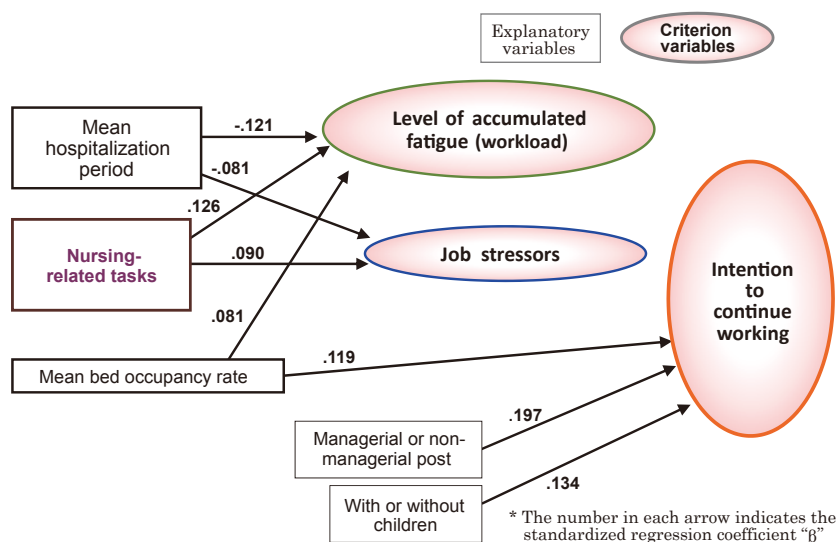 Explanatory
variables
Criterion
variables
Mean
hospitalization
period
-.121
-.081
Level of accumulated
fatigue (workload)
.126
Nursing-
related tasks
.090
Job stressors
Intention
to
continue
working
.081
Mean bed occupancy rate
.119
Managerial or non-
managerial post
.197
With or without
children
.134
* The number in each arrow indicates the
standardized regression coefficient “β”